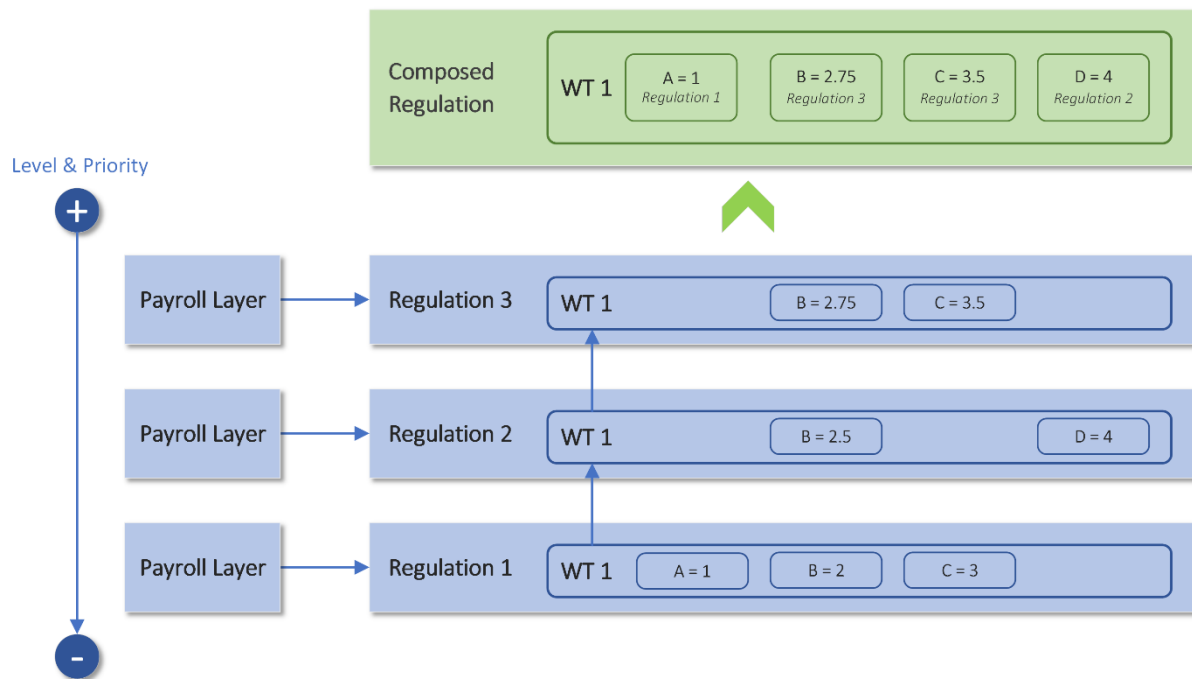 Composed
Regulation
WT 1
A = 1
Regulation 1
B = 2.75
Regulation 3
C = 3.5
Regulation 3
D = 4
Regulation 2
Level & Priority
+
Payroll Layer
Regulation 3
WT 1
B = 2.75
C = 3.5
Payroll Layer
Regulation 2
WT 1
B = 2.5
D = 4
Payroll Layer
Regulation 1
WT 1
A = 1
B = 2
C = 3
-